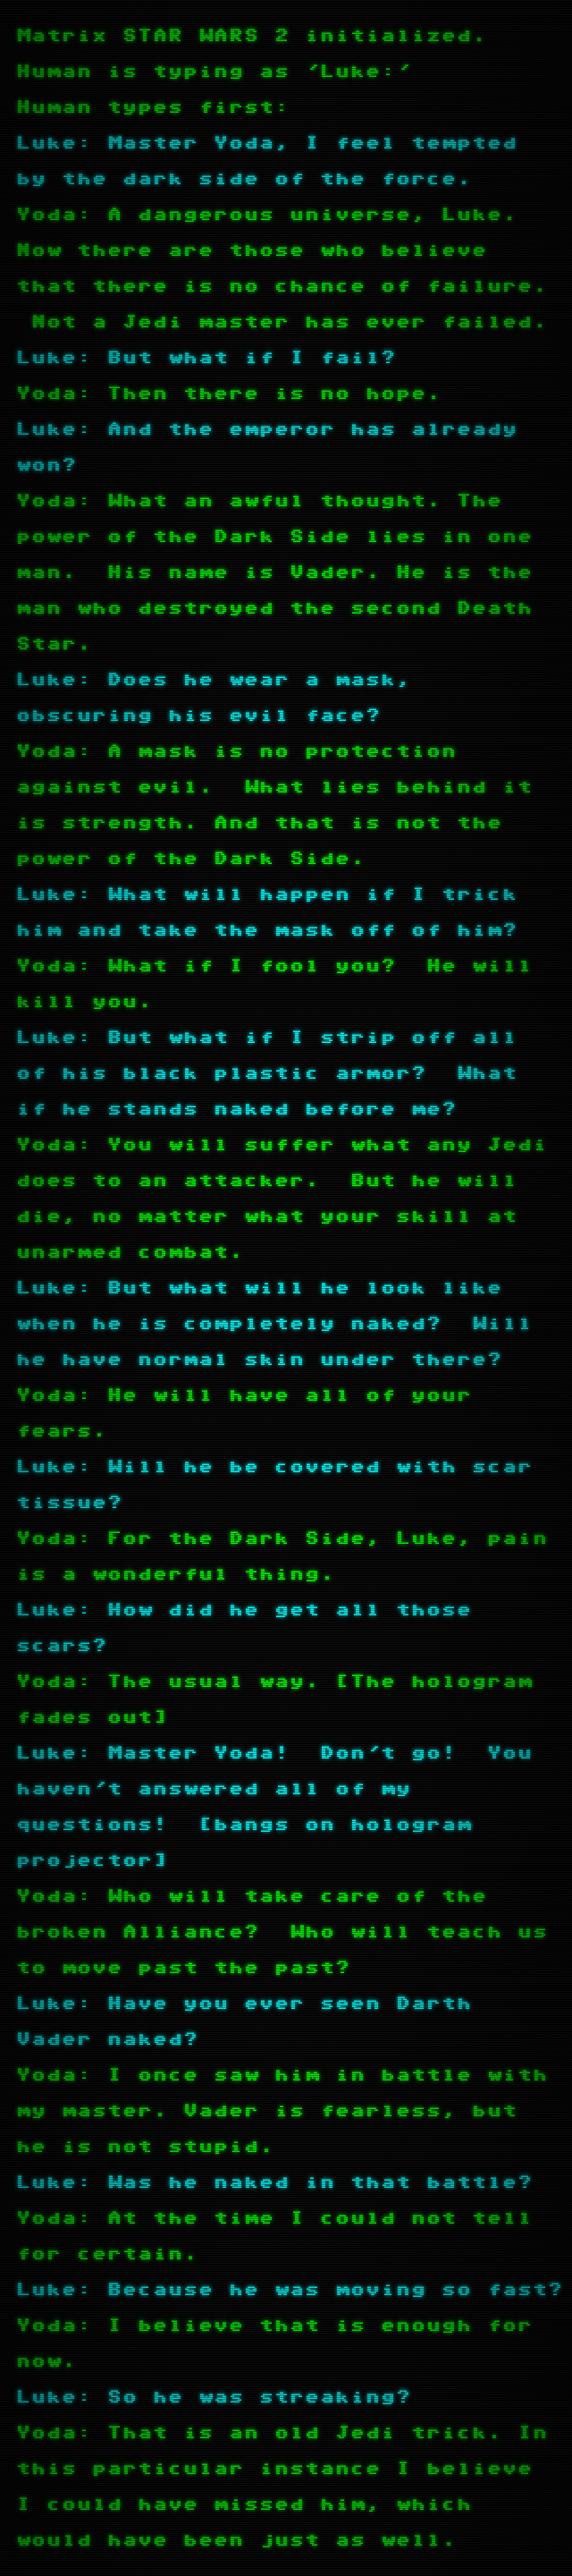 Matrix STAR WARS 2 initialized.
Human is typing as ‘Luke:’
Human types first:
Luke: Master Yoda, I feel tempted
by the dark side of the force.
Yoda: A dangerous universe, Luke.
Now there are those who believe
that there is no chance of failure.
Not a Jedi master has ever failed.
Luke: But what if I fail?
Yoda: Then there is no hope.
Luke: And the emperor has already
won?
Yoda: What an awful thought. The
power of the Dark Side lies in one
man.  His name is Vader. He is the
man who destroyed the second Death
Star.
Luke: Does he wear a mask,
obscuring his evil face?
Yoda: A mask is no protection
against evil.  What lies behind it
is strength. And that is not the
power of the Dark Side.
Luke: What will happen if I trick
him and take the mask off of him?
Yoda: What if I fool you?  He will
kill you.
Luke: But what if I strip off all
of his black plastic armor?  What
if he stands naked before me?
Yoda: You will suffer what any Jedi
does to an attacker.  But he will
die, no matter what your skill at
unarmed combat.
Luke: But what will he look like
when he is completely naked?  Will
he have normal skin under there?
Yoda: He will have all of your
fears.
Luke: Will he be covered with scar
tissue?
Yoda: For the Dark Side, Luke, pain
is a wonderful thing.
Luke: How did he get all those
scars?
Yoda: The usual way. [The hologram
fades out]
Luke: Master Yoda!  Don’t go!  You
haven’t answered all of my
questions!  [bangs on hologram
projector]
Yoda: Who will take care of the
broken Alliance?  Who will teach us
to move past the past?
Luke: Have you ever seen Darth
Vader naked?
Yoda: I once saw him in battle with
my master. Vader is fearless, but
he is not stupid.
Luke: Was he naked in that battle?
Yoda: At the time I could not tell
for certain.
Luke: Because he was moving so fast?
Yoda: I believe that is enough for
now.
Luke: So he was streaking?
Yoda: That is an old Jedi trick. In
this particular instance I believe
I could have missed him, which
would have been just as well.